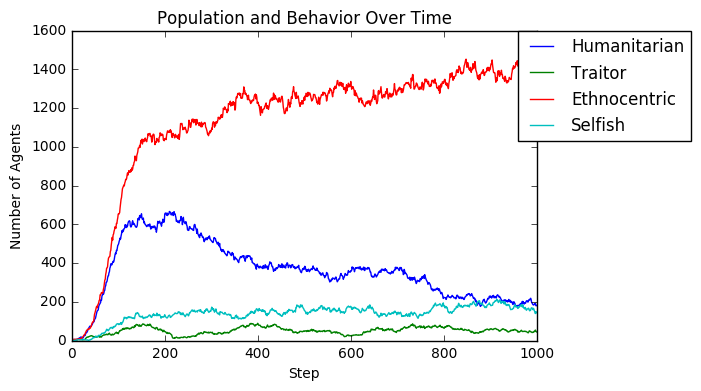 Population and Behavior Over Time
1600
1400
1200
1000
800
600
400
200
0
Number of Agents
0 200 400 600 800 1000
Step
Humanitarian
Traitor
Ethnocentric
Selfish